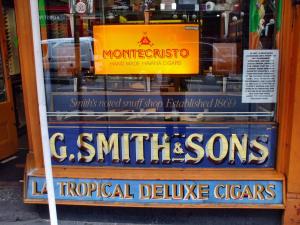 MONTECRISTO
HAND MADE HAVANA CIGARS
Smith's noted snuff shop. Established 1869
G. SMITH & SONS
LA TROPICAL DELUXE CIGARS